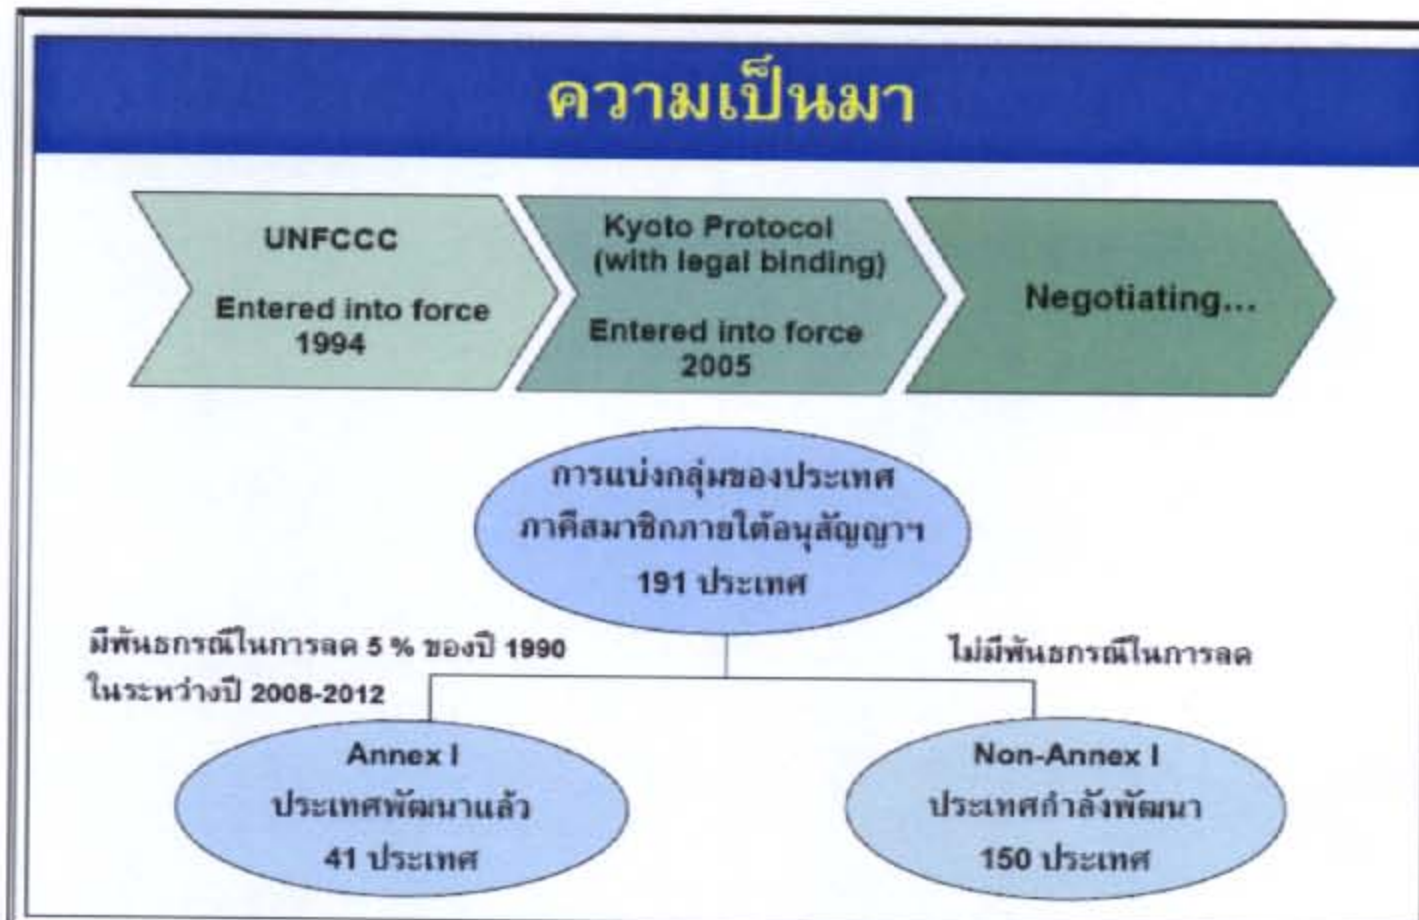 ความเป็นมา
UNFCCC
Entered into force
1994
Kyoto Protocol
(with legal binding)
Entered into force
2005
Negotiating...
การแบ่งกลุ่มของประเทศ
ภาคีสมาชิกภายใต้อนุสัญญาฯ
191 ประเทศ
มีพันธกรณีในการลด 5 % ของปี 1990
ในระหว่างปี 2008-2012
ไม่มีพันธกรณีในการลด
Annex I
ประเทศพัฒนาแล้ว
41 ประเทศ
Non-Annex I
ประเทศกำลังพัฒนา
150 ประเทศ